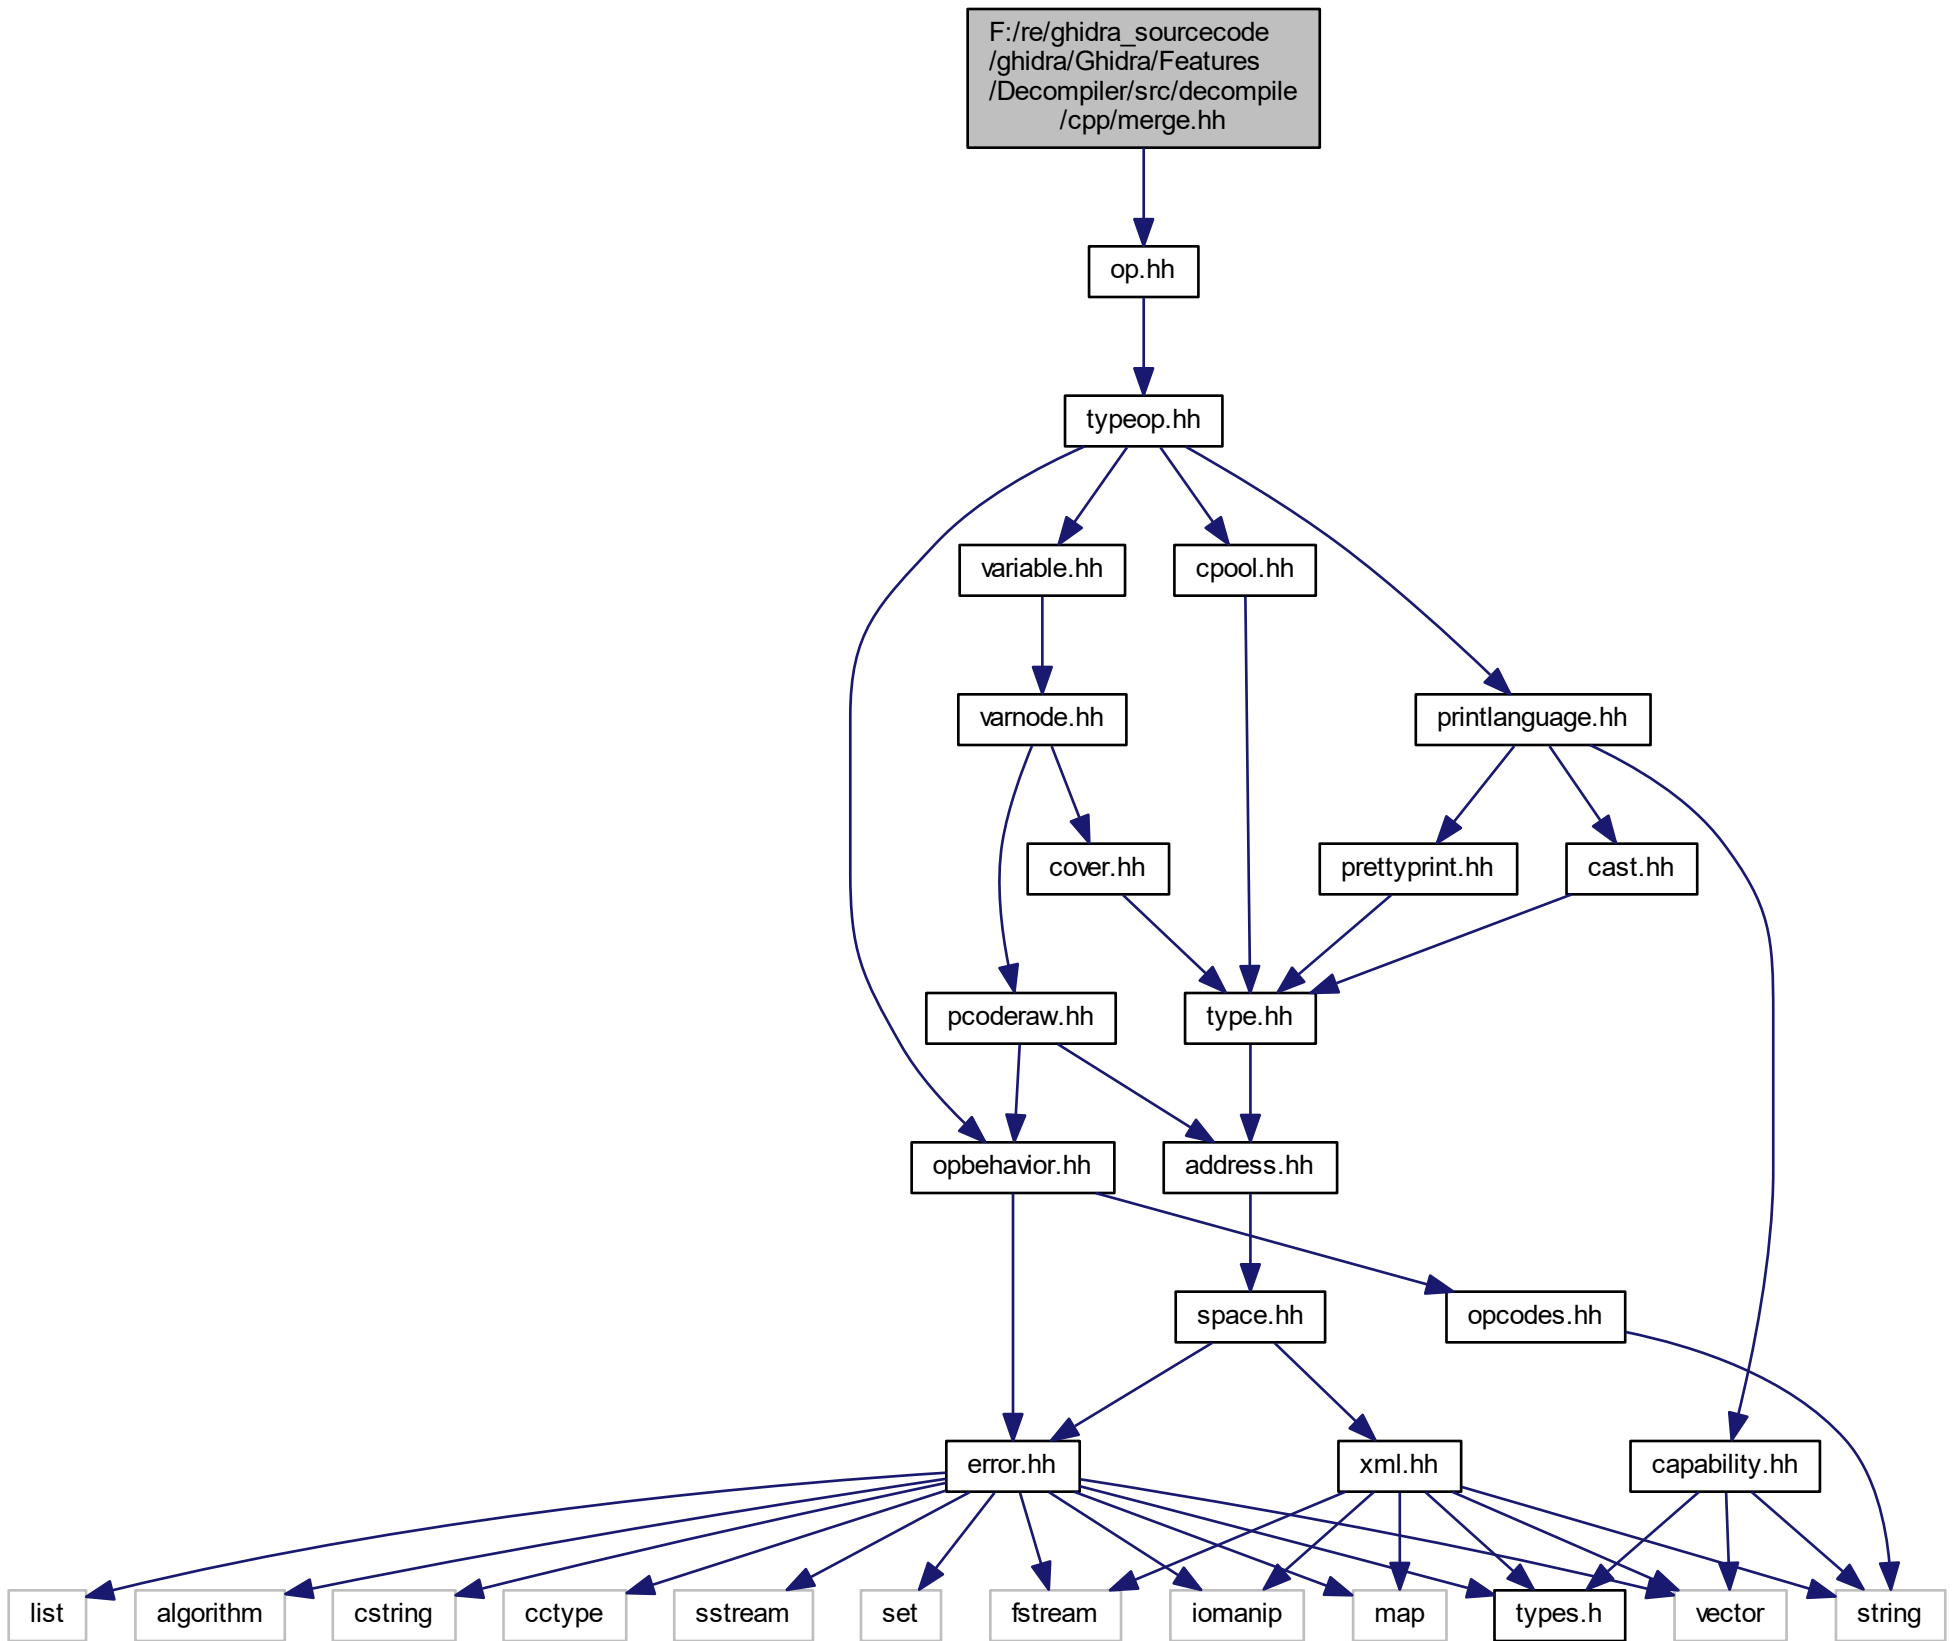 F:/re/ghidra_sourcecode
/ghidra/Ghidra/Features
/Decompiler/src/decompile
/cpp/merge.hh
op.hh
typeop.hh
variable.hh
cpool.hh
varnode.hh
printlanguage.hh
cover.hh
prettyprint.hh
cast.hh
pcoderaw.hh
type.hh
opbehavior.hh
address.hh
space.hh
opcodes.hh
error.hh
xml.hh
capability.hh
list
algorithm
cstring
cctype
sstream
set
fstream
iomanip
map
types.h
vector
string